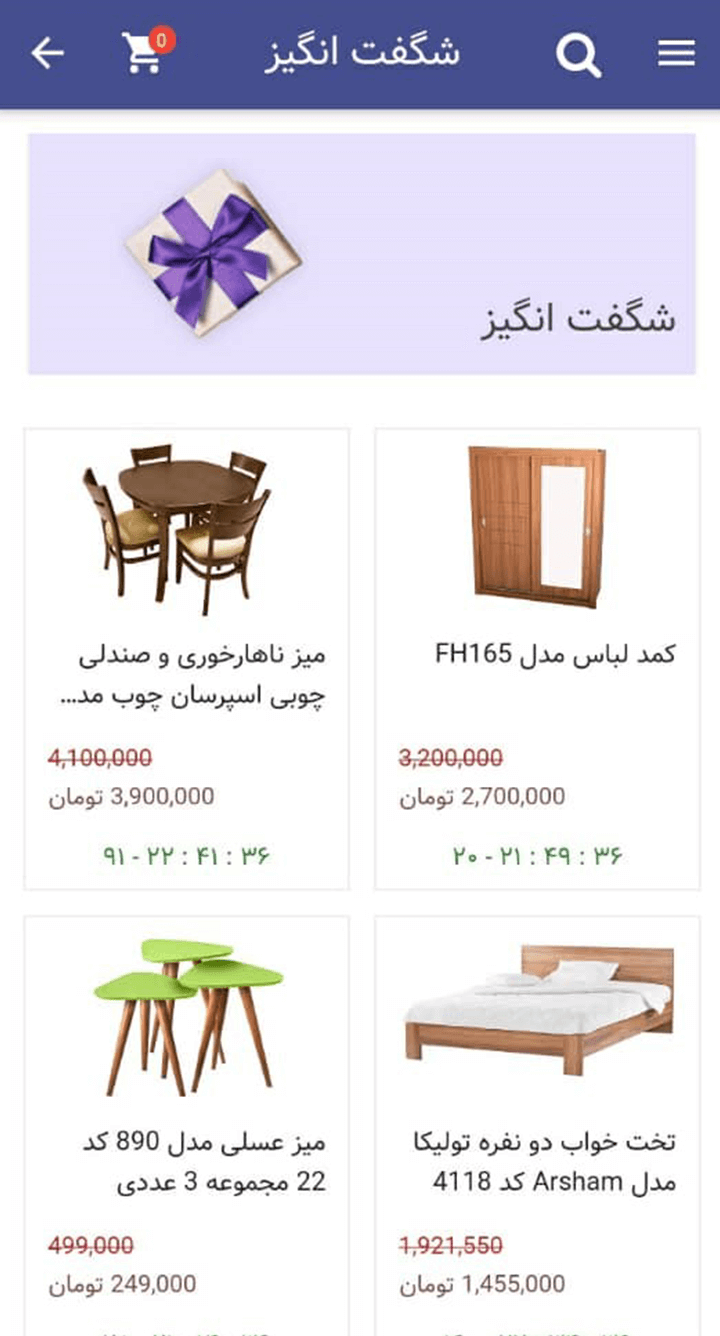 شگفت انگیز
0
شگفت انگیز
کمد لباس مدل FH165
3,200,000
2,700,000 تومان
۲۰ - ۲۱ : ۴۹ : ۳۶
میز ناهارخوری و صندلی
چوبی اسپرسان چوب مد...
4,100,000
3,900,000 تومان
۹۱ - ۲۲ : ۴۱ : ۳۶
تخت خواب دو نفره تولیکا
مدل Arsham کد 4118
1,921,550
1,455,000 تومان
میز عسلی مدل 890 کد
22 مجموعه 3 عددی
499,000
249,000 تومان